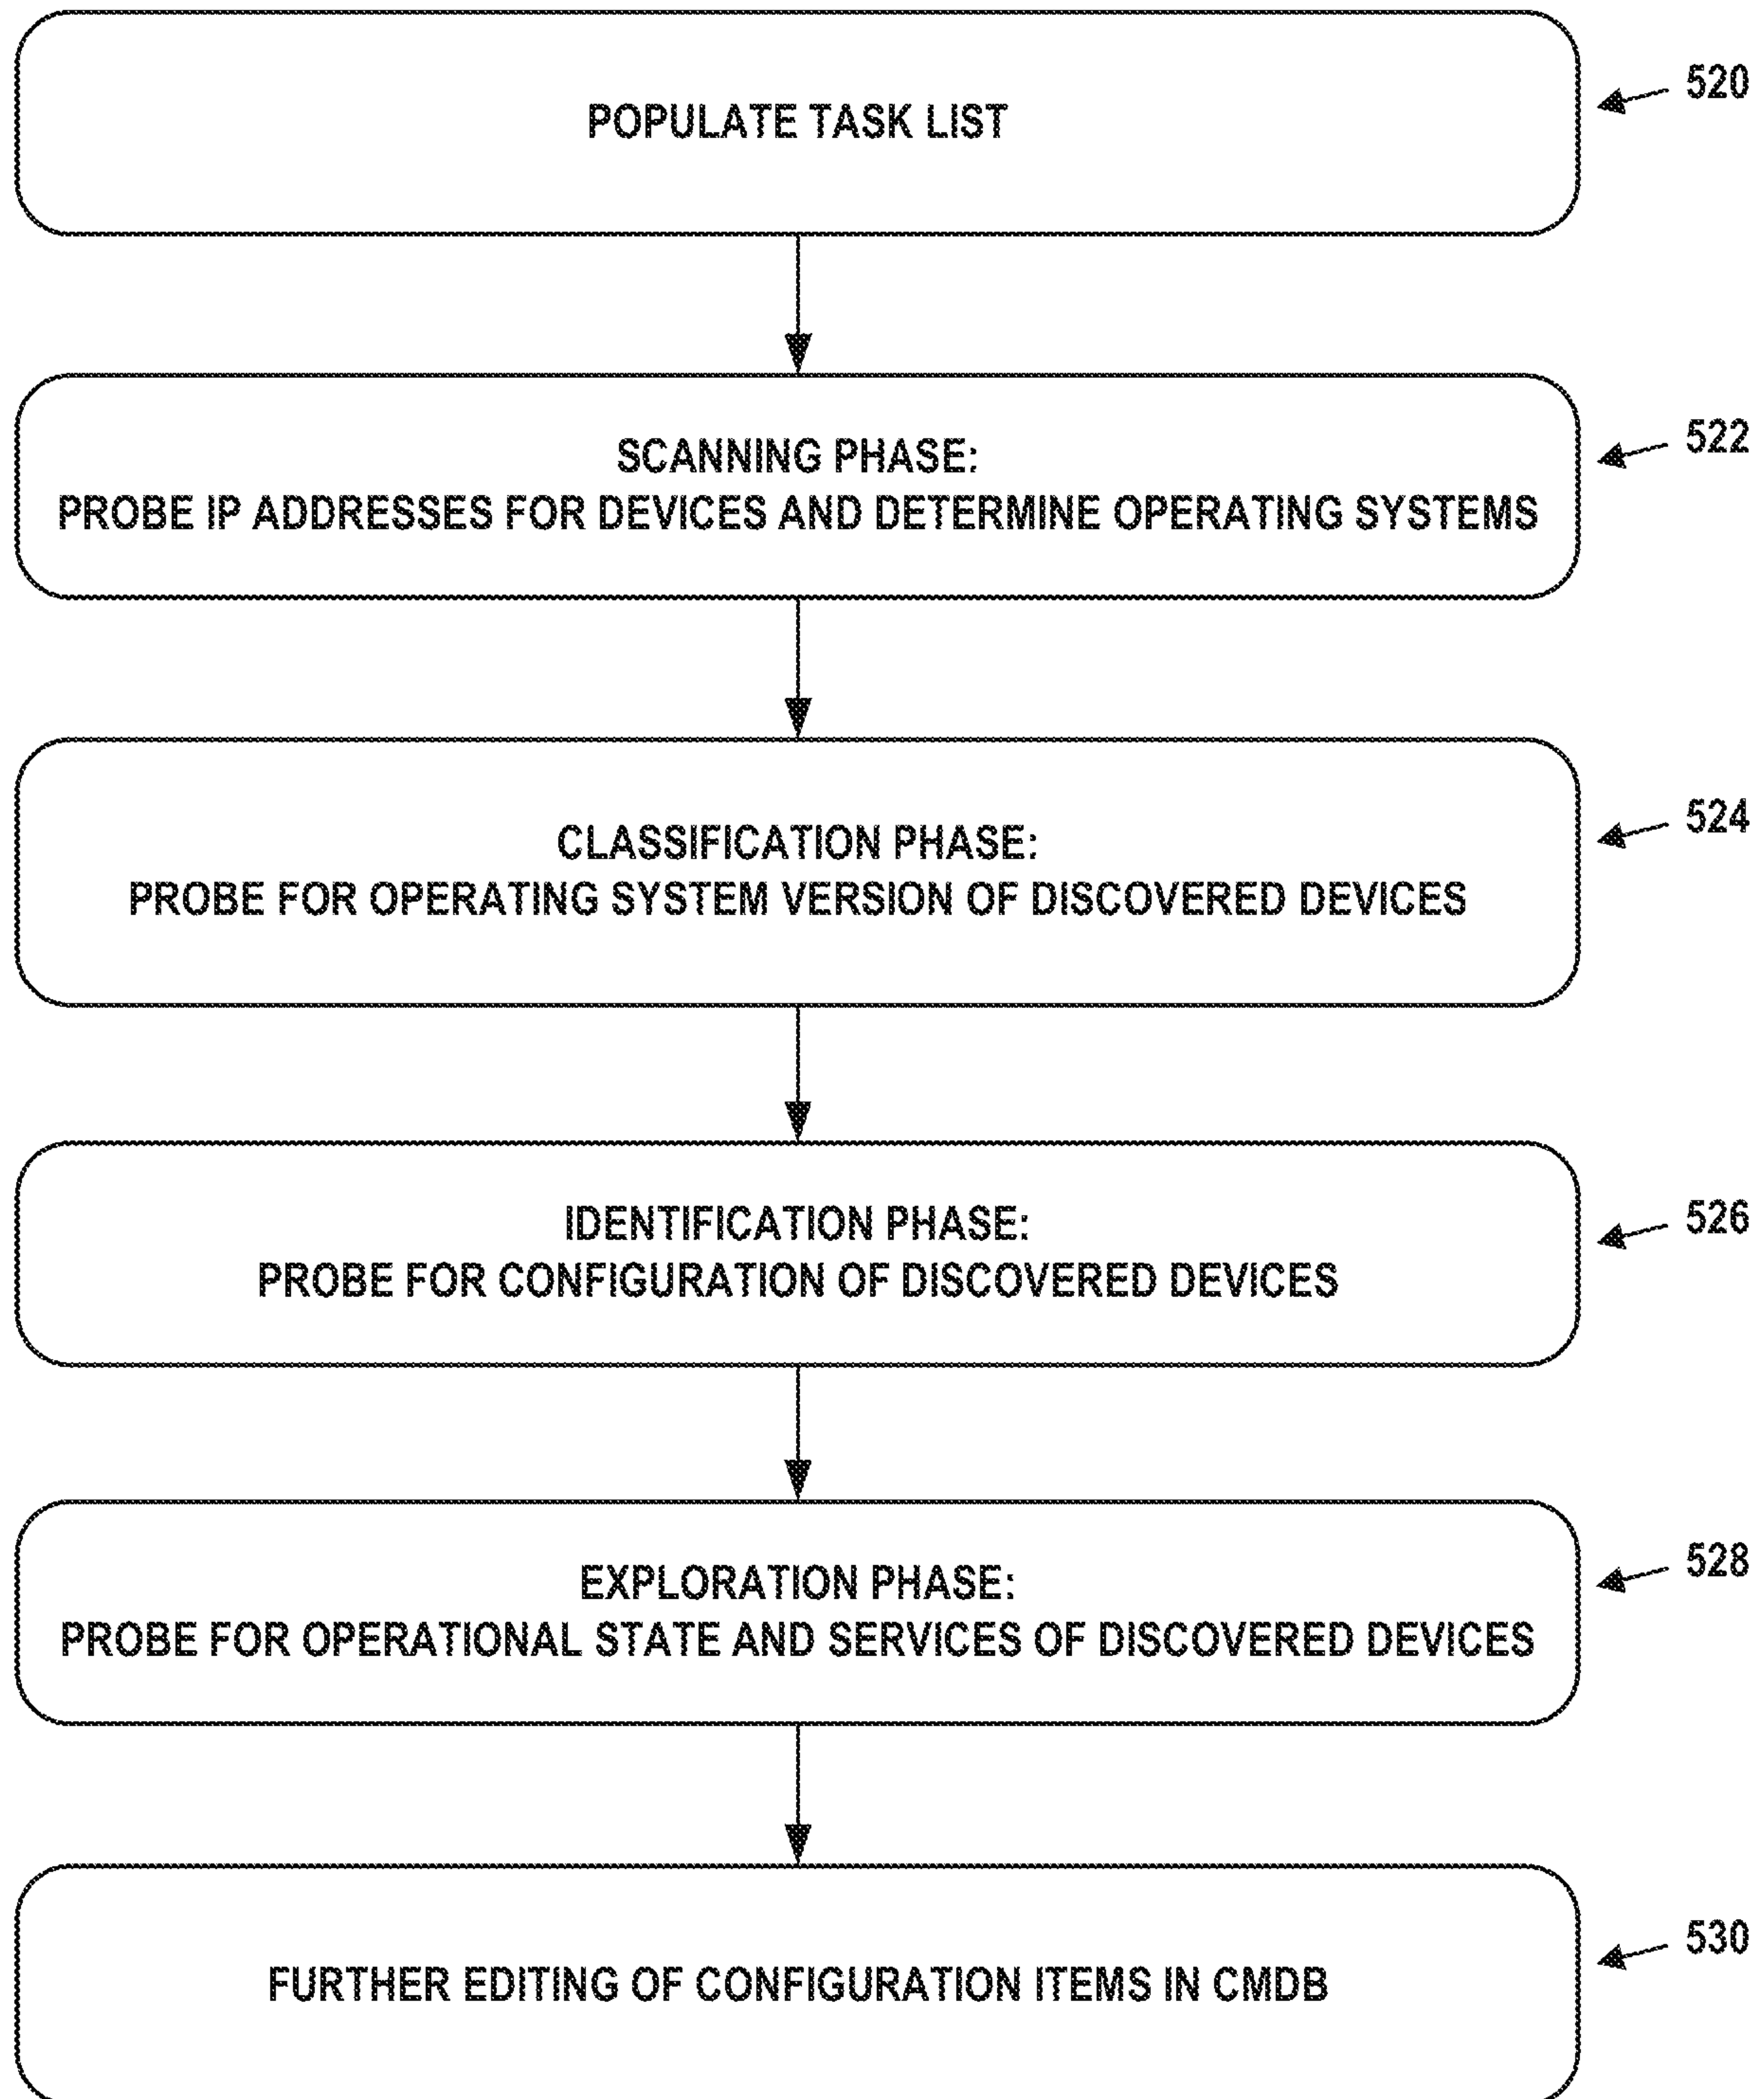 POPULATE TASK LIST
520
SCANNING PHASE:
PROBE IP ADDRESSES FOR DEVICES AND DETERMINE OPERATING SYSTEMS
522
CLASSIFICATION PHASE:
PROBE FOR OPERATING SYSTEM VERSION OF DISCOVERED DEVICES
524
IDENTIFICATION PHASE:
PROBE FOR CONFIGURATION OF DISCOVERED DEVICES
526
EXPLORATION PHASE:
PROBE FOR OPERATIONAL STATE AND SERVICES OF DISCOVERED DEVICES
528
FURTHER EDITING OF CONFIGURATION ITEMS IN CMDB
530